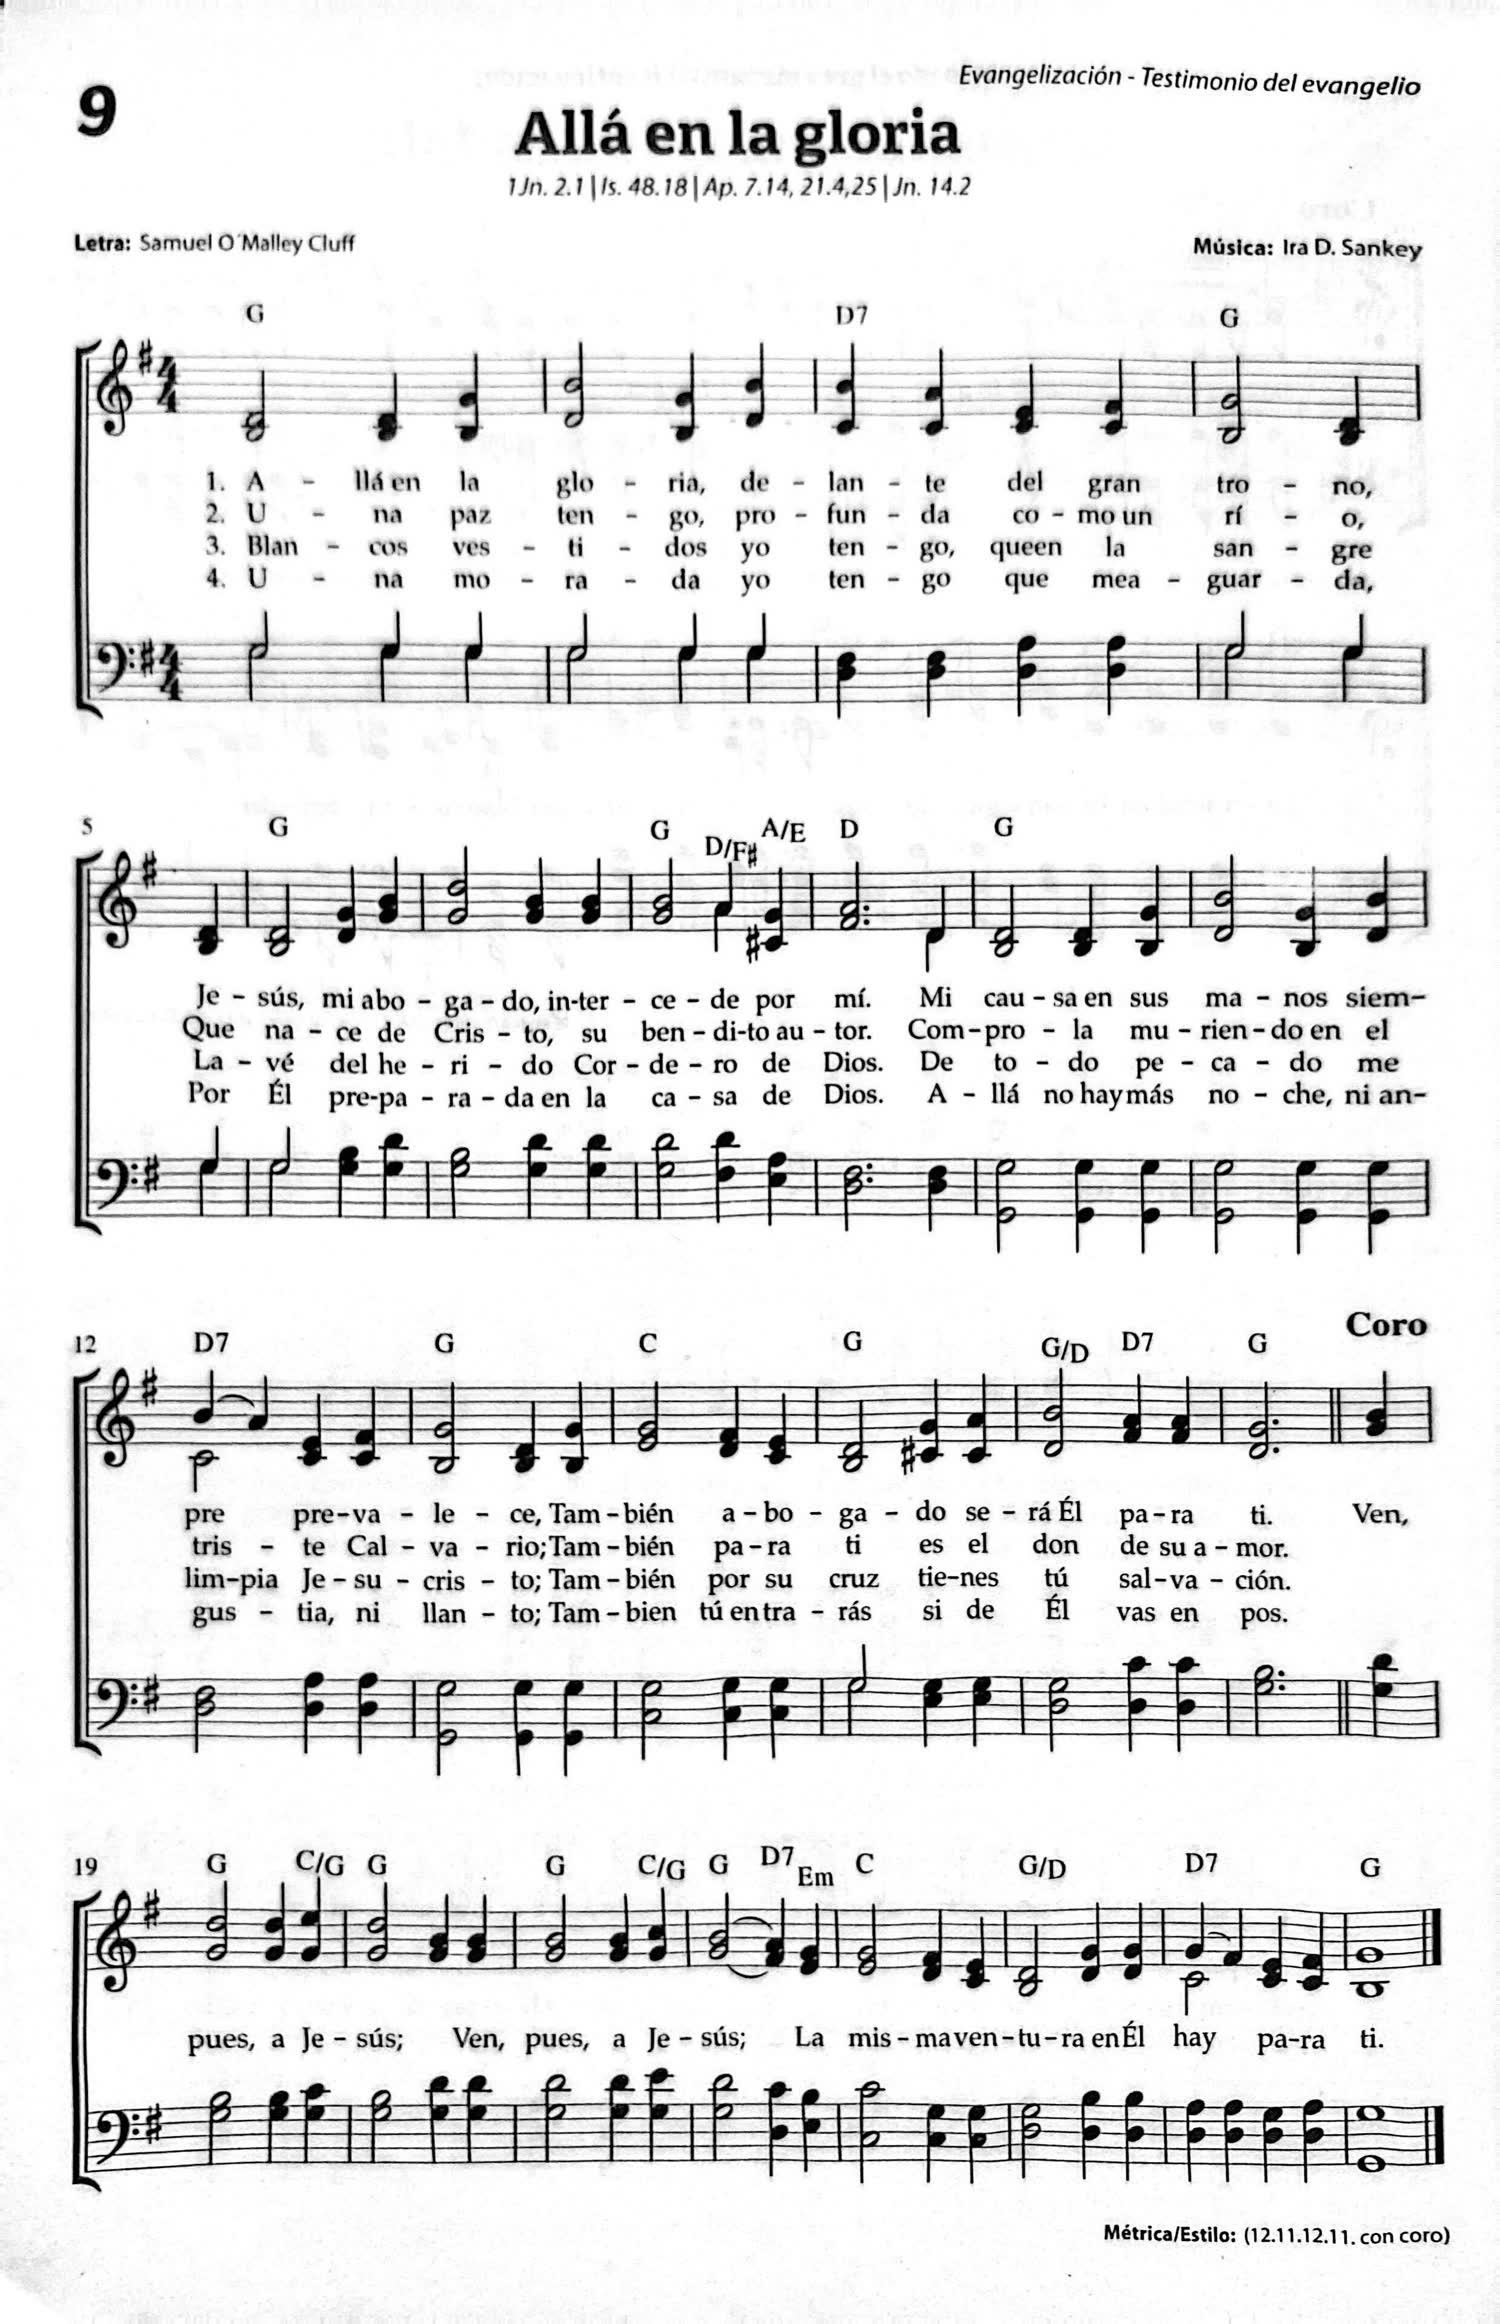 Evangelización - Testimonio del evangelio
9
Allá en la gloria
1 Jn. 2.1 | Is. 48.18 | Ap. 7.14, 21.4,25 | Jn. 14.2
Letra: Samuel O´Malley Cluff Música: Ira D. Sankey
G D7 G
1. A - llá en la glo - ria, de - lan - te del gran tro - no,
2. U - na paz ten - go, pro - fun - da co - mo un rí - o,
3. Blan - cos ves - ti - dos yo ten - go, queen la san - gre
4. U - na mo - ra - da yo ten - go que mea - guar - da,
5 G G D/F# A/E D G
Je - sús, mi abo - ga - do, in-ter - ce - de por mí. Mi cau - sa en sus ma - nos siem-
Que na - ce de Cris - to, su ben - di-to au - tor. Com-pro - la mu - rien - do en el
La - vé del he - ri - do Cor - de - ro de Dios. De to - do pe - ca - do me
Por Él pre-pa - ra - da en la ca - sa de Dios. A - llá no hay más no - che, ni an-
Coro
12 D7 G C G G/D D7 G
pre pre-va - le - ce, Tam-bién a-bo - ga - do se - rá Él pa-ra ti. Ven,
tris - te Cal - va - rio; Tam-bién pa-ra ti es el don de su a-mor.
lim-pia Je-su - cris - to; Tam-bién por su cruz tie-nes tú sal-va - ción.
gus - tia, ni llan - to; Tam-bien tú entra - rás si de Él vas en pos.
19 G C/G G G C/G G D7 Em C G/D D7 G
pues, a Je - sús; Ven, pues, a Je - sús; La mis - ma ven-tu-ra en Él hay pa-ra ti.
Métrica/Estilo: (12.11.12.11. con coro)